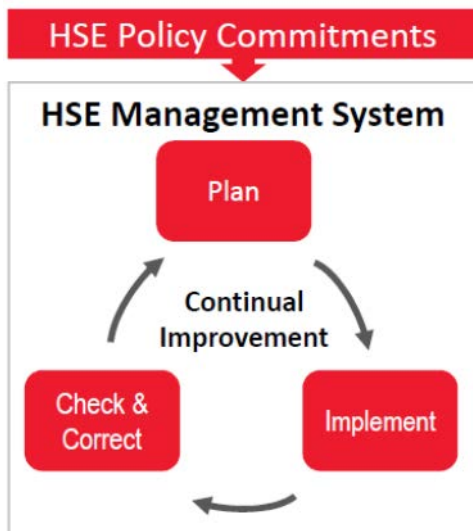 HSE Policy Commitments
HSE Management System
Plan
Continual
Improvement
Check &
Correct
Implement